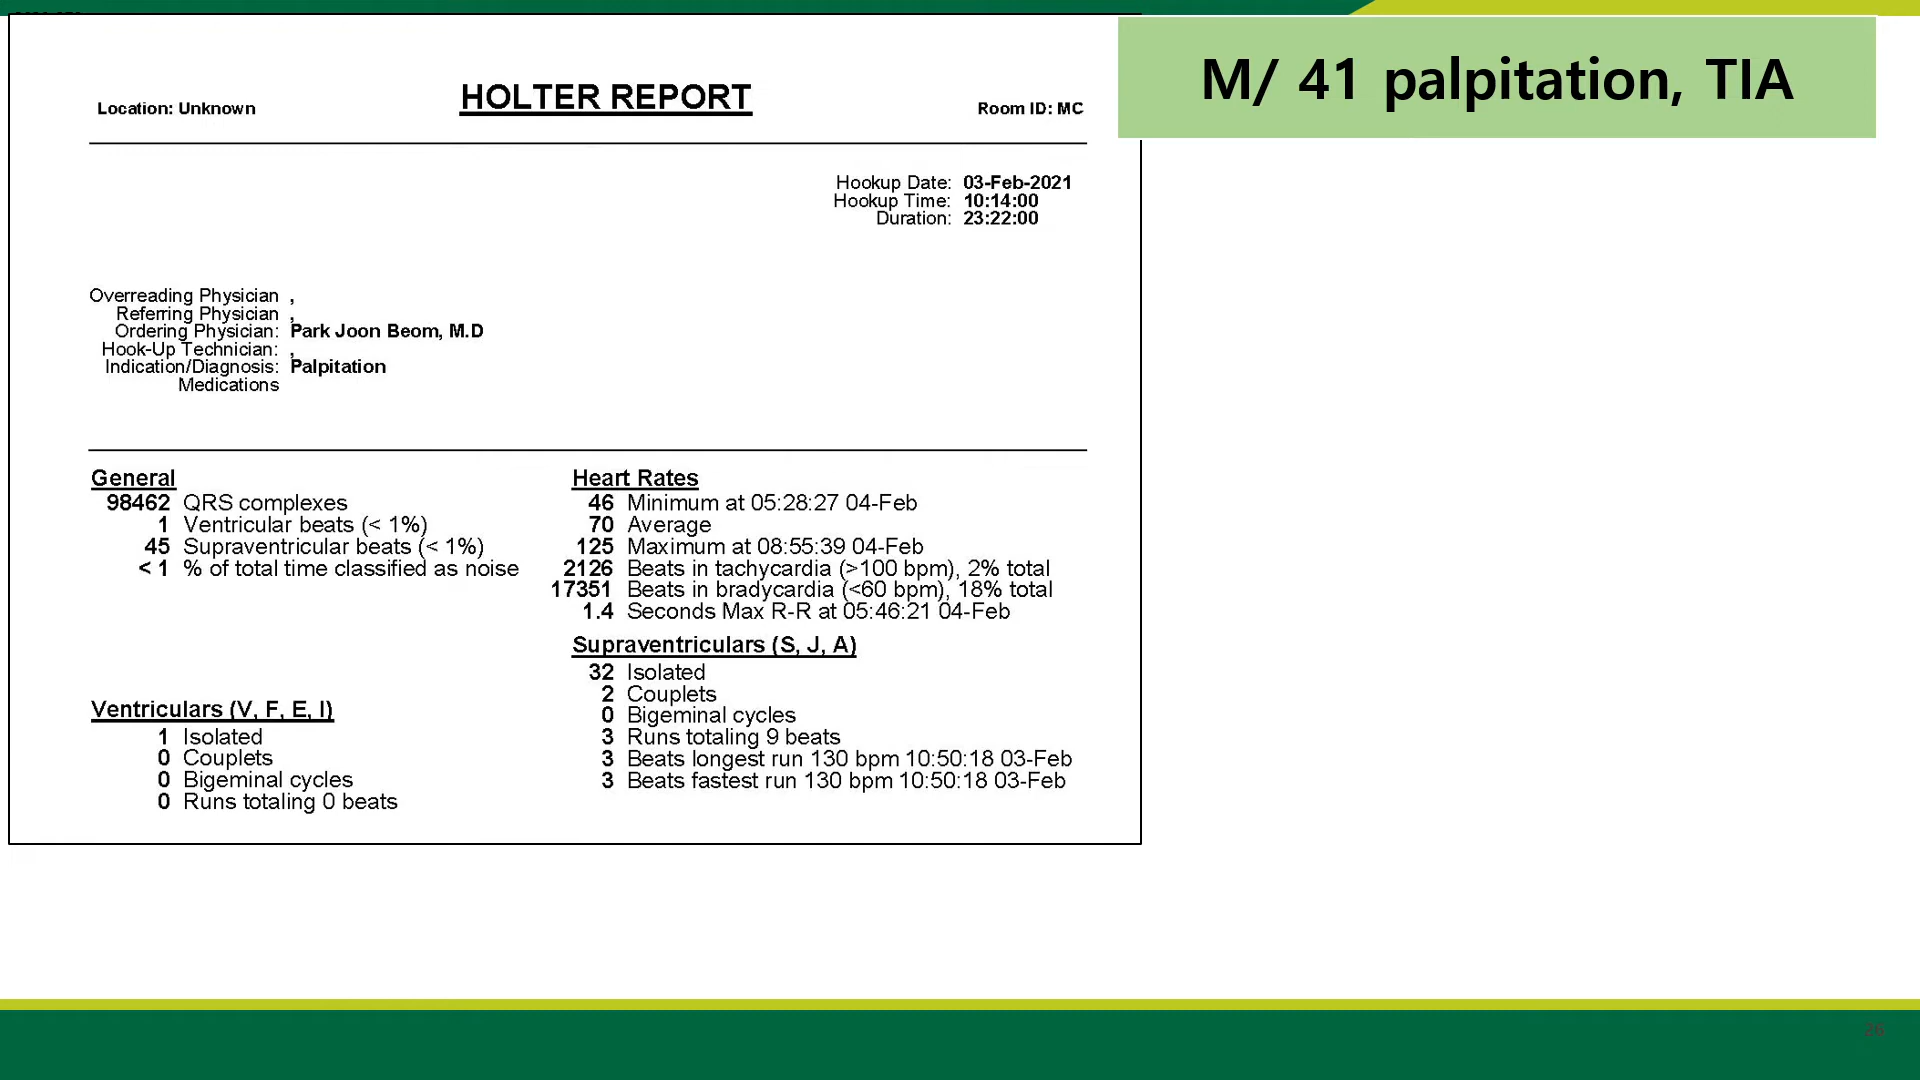 M/ 41 palpitation, TIA
HOLTER REPORT
Location: Unknown
Room ID: MC
Hookup Date: 03-Feb-2021
Hookup Time: 10:14:00
Duration: 23:22:00
Overreading Physician ,
Referring Physician ,
Ordering Physician: Park Joon Beom, M.D
Hook-Up Technician: ,
Indication/Diagnosis: Palpitation
Medications
General
98462 QRS complexes
1 Ventricular beats (< 1%)
45 Supraventricular beats (< 1%)
< 1 % of total time classified as noise
Ventriculars (V, F, E, I)
1 Isolated
0 Couplets
0 Bigeminal cycles
0 Runs totaling 0 beats
Heart Rates
46 Minimum at 05:28:27 04-Feb
70 Average
125 Maximum at 08:55:39 04-Feb
2126 Beats in tachycardia (>100 bpm), 2% total
17351 Beats in bradycardia (<60 bpm), 18% total
1.4 Seconds Max R-R at 05:46:21 04-Feb
Supraventriculars (S, J, A)
32 Isolated
2 Couplets
0 Bigeminal cycles
3 Runs totaling 9 beats
3 Beats longest run 130 bpm 10:50:18 03-Feb
3 Beats fastest run 130 bpm 10:50:18 03-Feb